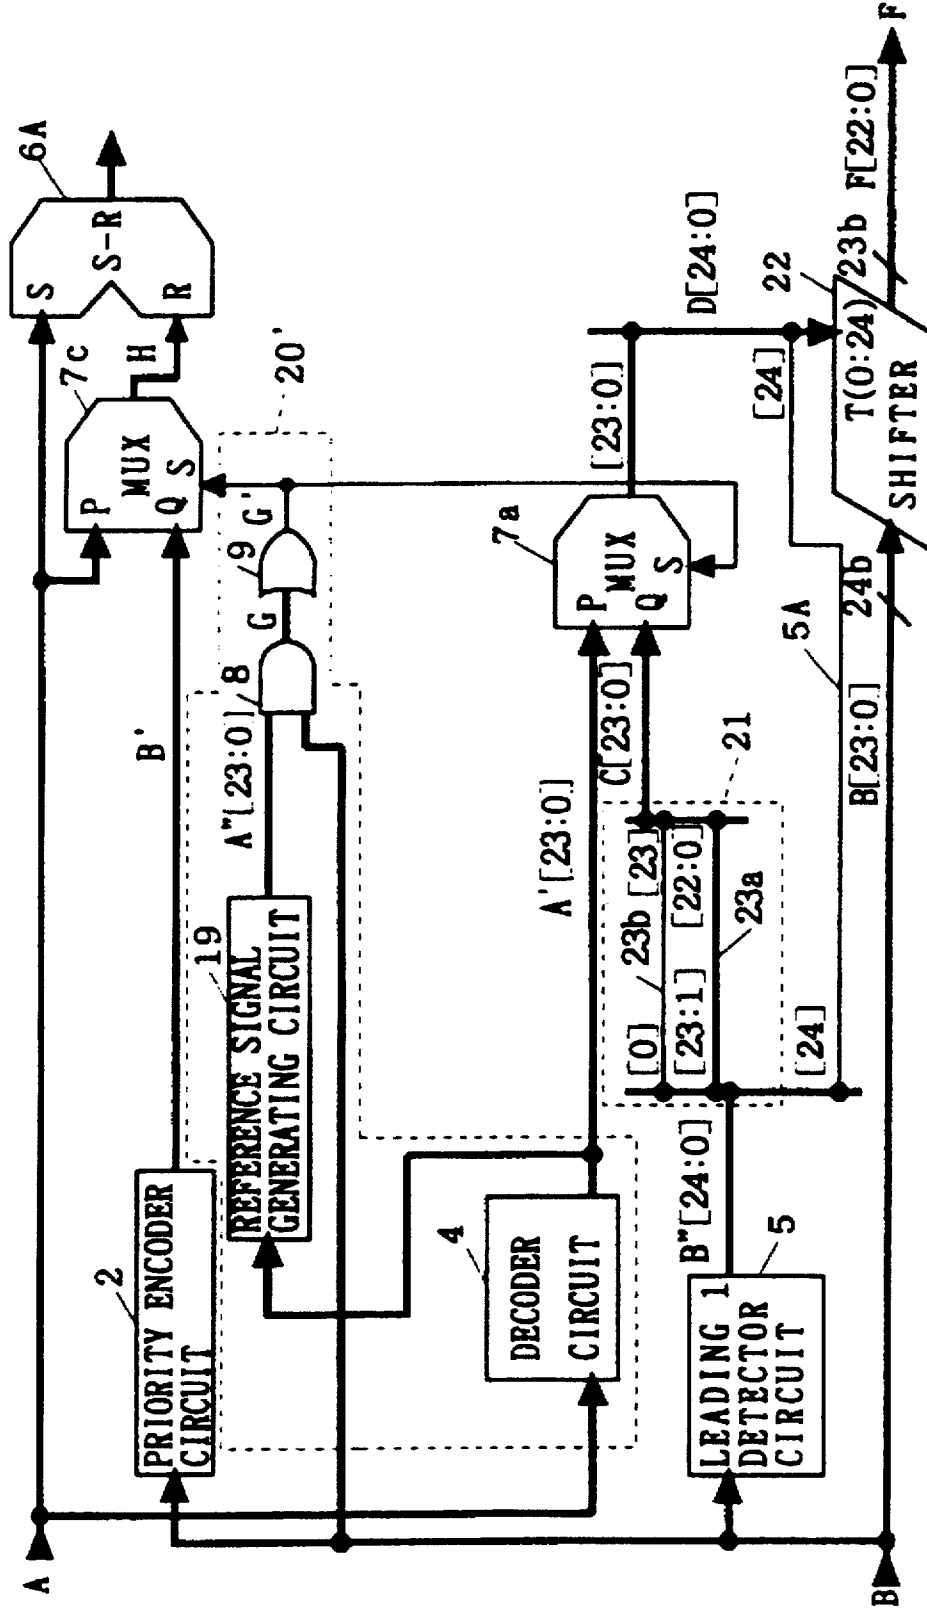 A
B
2
PRIORITY ENCODER
CIRCUIT
B'
P
Q
MUX
S
7c
H
S
S-R
R
6A
19
REFERENCE SIGNAL
GENERATING CIRCUIT
A"[23:0]
8
G
9
G'
20'
4
DECODER
CIRCUIT
A'[23:0]
C[23:0]
P
Q
MUX
S
7a
[23:0]
D[24:0]
5
LEADING 1
DETECTOR
CIRCUIT
B"[24:0]
[0]
23b
[23]
[23:1]
[22:0]
23a
21
[24]
5A
[24]
B[23:0]
24b
22
T(0:24)
SHIFTER
23b
F[22:0]
F